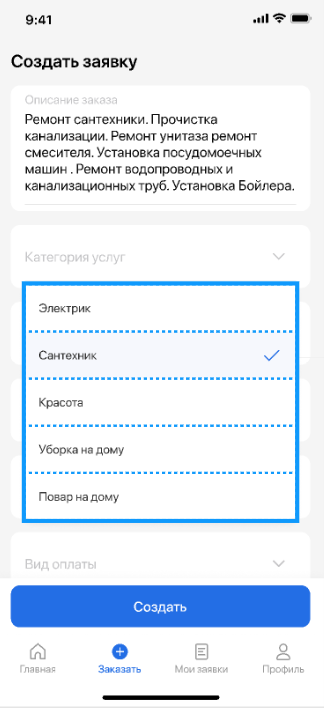 9:41
Создать заявку
Описание заказа
Ремонт сантехники. Прочистка
канализации. Ремонт унитаза ремонт
смесителя. Установка посудомоечных
машин . Ремонт водопроводных и
канализационных труб. Установка Бойлера.
Категория услуг
Электрик
Сантехник
Красота
Уборка на дому
Повар на дому
Вид оплаты
Создать
Главная
Заказать
Мои заявки
Профиль